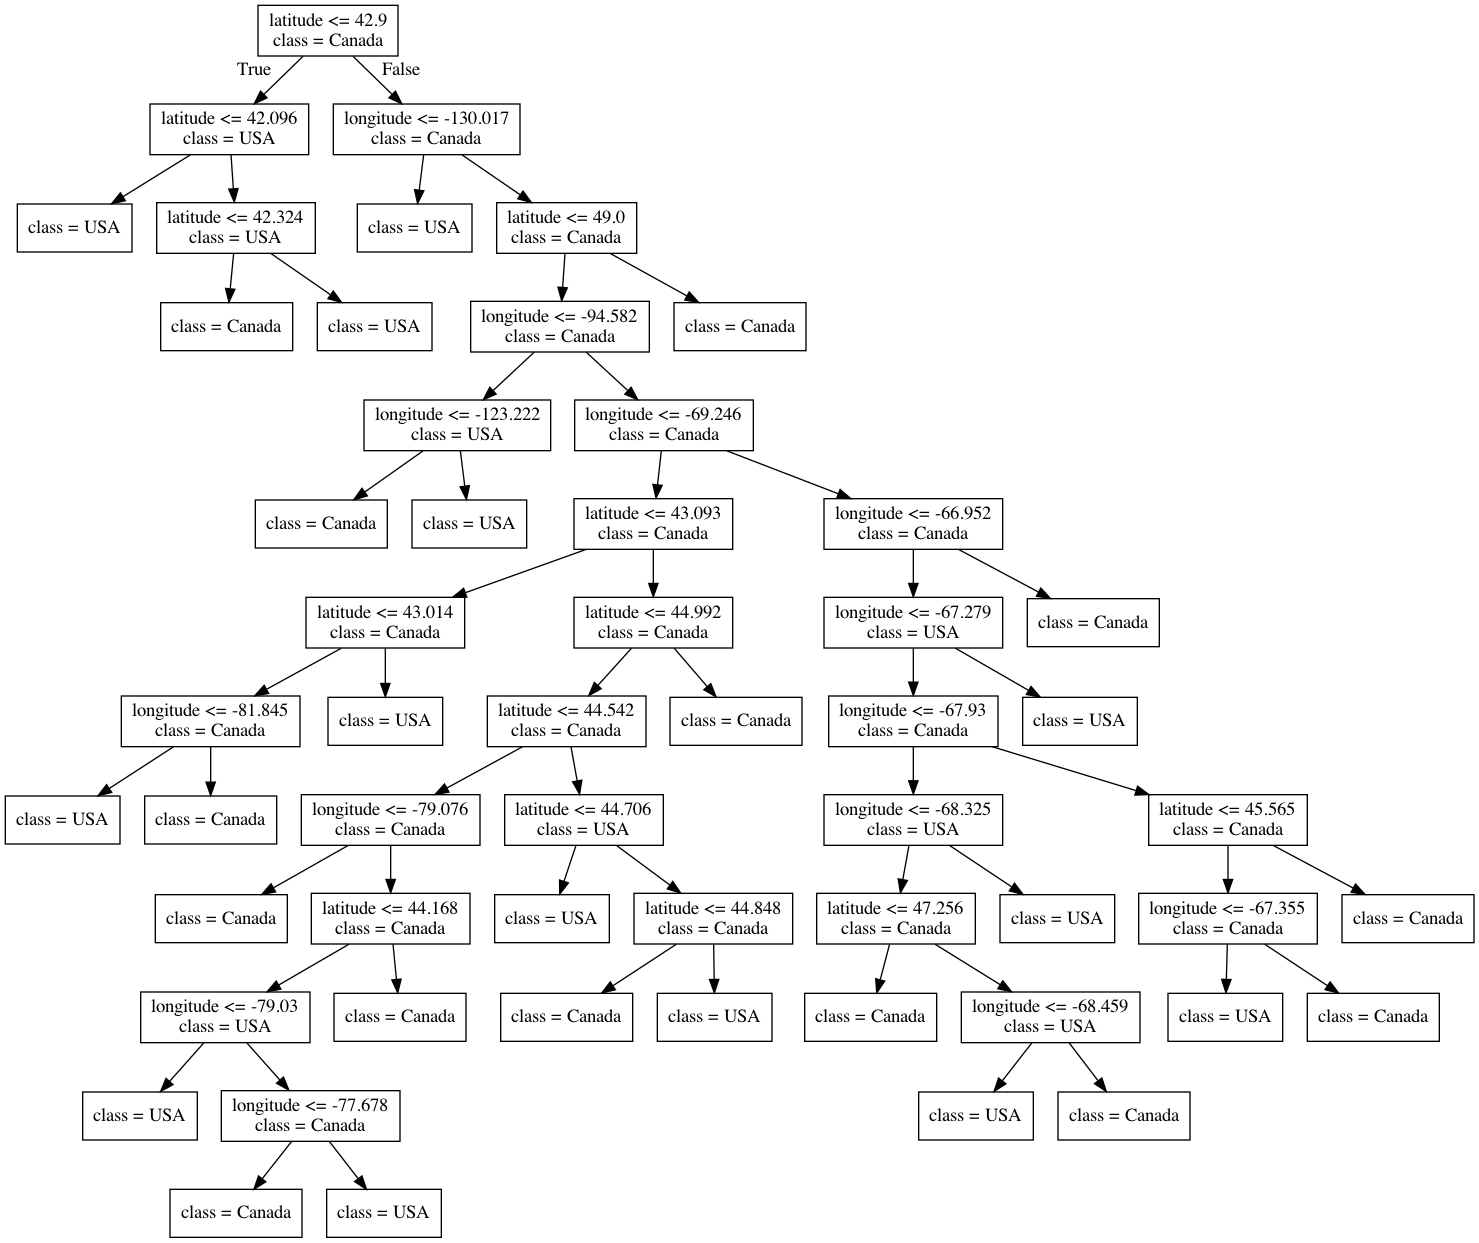 latitude <= 42.9
class = Canada
True
False
latitude <= 42.096
class = USA
longitude <= -130.017
class = Canada
class = USA
latitude <= 42.324
class = USA
class = USA
latitude <= 49.0
class = Canada
class = Canada
class = USA
longitude <= -94.582
class = Canada
class = Canada
longitude <= -123.222
class = USA
longitude <= -69.246
class = Canada
class = Canada
class = USA
latitude <= 43.093
class = Canada
longitude <= -66.952
class = Canada
latitude <= 43.014
class = Canada
latitude <= 44.992
class = Canada
longitude <= -67.279
class = USA
class = Canada
longitude <= -81.845
class = Canada
class = USA
latitude <= 44.542
class = Canada
class = Canada
longitude <= -67.93
class = Canada
class = USA
class = USA
class = Canada
longitude <= -79.076
class = Canada
latitude <= 44.706
class = USA
longitude <= -68.325
class = USA
latitude <= 45.565
class = Canada
class = Canada
latitude <= 44.168
class = Canada
class = USA
latitude <= 44.848
class = Canada
latitude <= 47.256
class = Canada
class = USA
longitude <= -67.355
class = Canada
class = Canada
longitude <= -79.03
class = USA
class = Canada
class = Canada
class = USA
class = Canada
longitude <= -68.459
class = USA
class = USA
class = Canada
class = USA
longitude <= -77.678
class = Canada
class = USA
class = Canada
class = Canada
class = USA